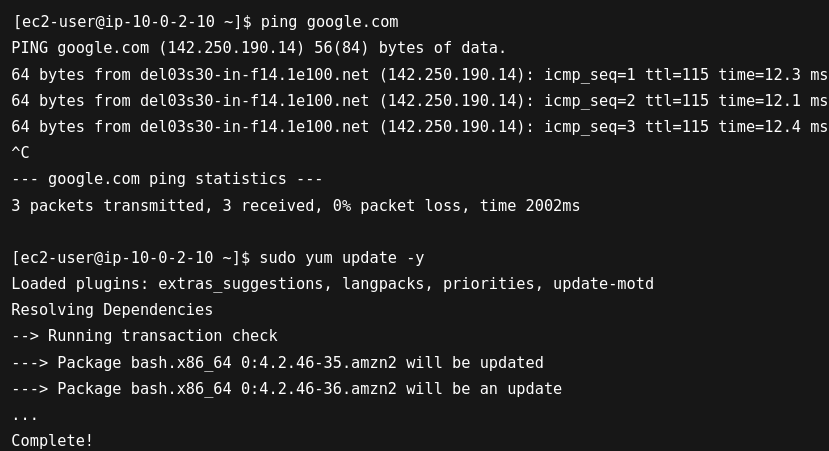 [ec2-user@ip-10-0-2-10 ~]$ ping google.com
PING google.com (142.250.190.14) 56(84) bytes of data.
64 bytes from del03s30-in-f14.1e100.net (142.250.190.14): icmp_seq=1 ttl=115 time=12.3 ms
64 bytes from del03s30-in-f14.1e100.net (142.250.190.14): icmp_seq=2 ttl=115 time=12.1 ms
64 bytes from del03s30-in-f14.1e100.net (142.250.190.14): icmp_seq=3 ttl=115 time=12.4 ms
^C
--- google.com ping statistics ---
3 packets transmitted, 3 received, 0% packet loss, time 2002ms

[ec2-user@ip-10-0-2-10 ~]$ sudo yum update -y
Loaded plugins: extras_suggestions, langpacks, priorities, update-motd
Resolving Dependencies
--> Running transaction check
---> Package bash.x86_64 0:4.2.46-35.amzn2 will be updated
---> Package bash.x86_64 0:4.2.46-36.amzn2 will be an update
...
Complete!